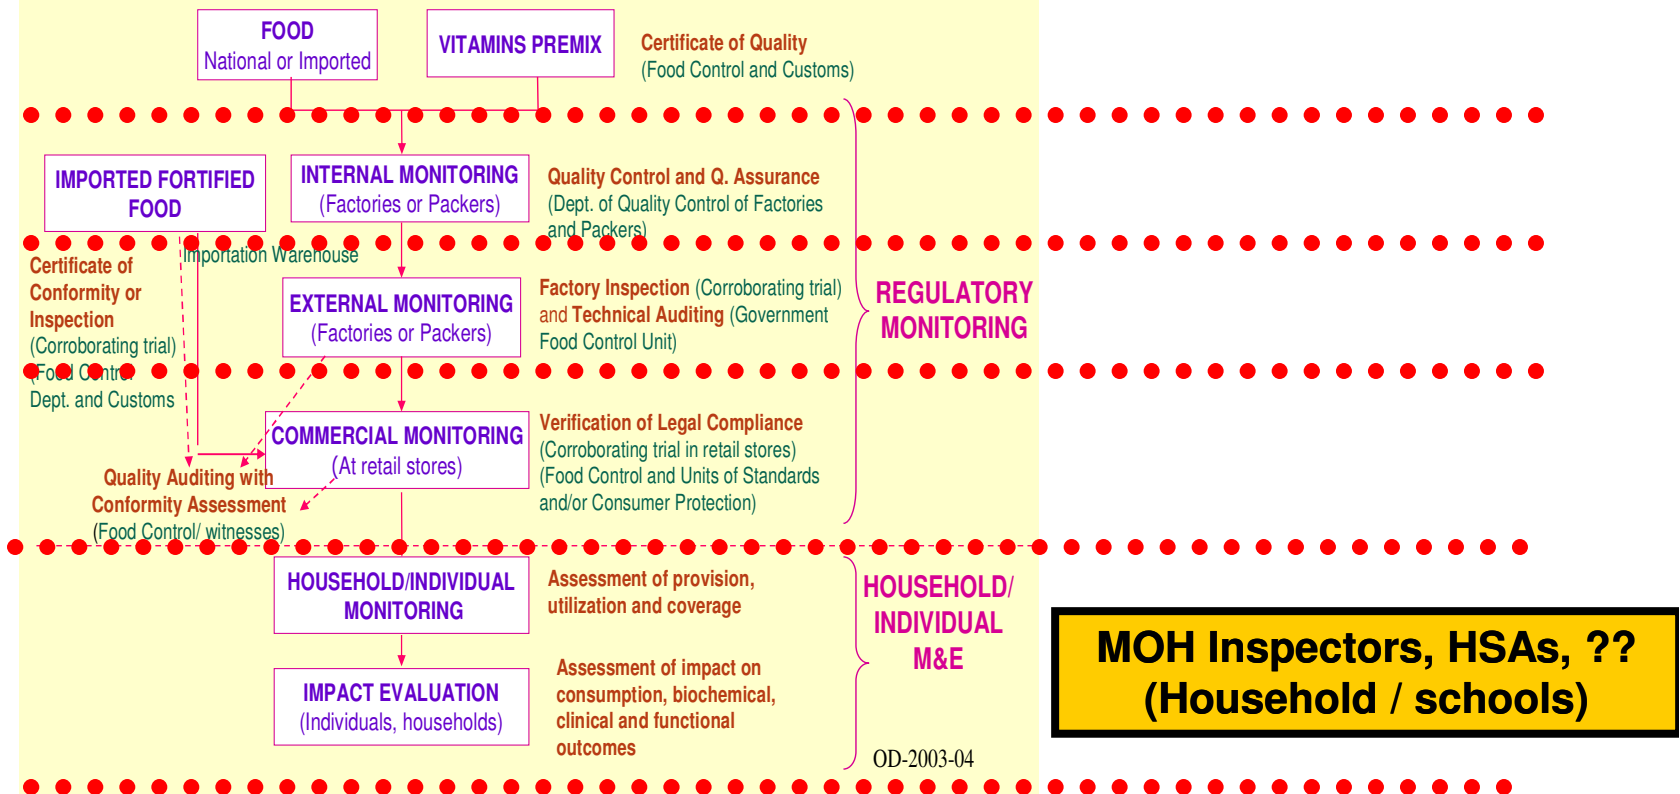 FOOD
National or Imported
VITAMINS PREMIX
Certificate of Quality
(Food Control and Customs)
IMPORTED FORTIFIED
FOOD
INTERNAL MONITORING
(Factories or Packers)
Quality Control and Q. Assurance
(Dept. of Quality Control of Factories
and Packers)
Importation Warehouse
Certificate of
Conformity or
Inspection
(Corroborating trial)
(Food Control
Dept. and Customs
EXTERNAL MONITORING
(Factories or Packers)
Factory Inspection (Corroborating trial)
and Technical Auditing (Government
Food Control Unit)
REGULATORY
MONITORING
COMMERCIAL MONITORING
(At retail stores)
Verification of Legal Compliance
(Corroborating trial in retail stores)
(Food Control and Units of Standards
and/or Consumer Protection)
Quality Auditing with
Conformity Assessment
(Food Control/ witnesses)
HOUSEHOLD/INDIVIDUAL
MONITORING
Assessment of provision,
utilization and coverage
HOUSEHOLD/
INDIVIDUAL
M&E
IMPACT EVALUATION
(Individuals, households)
Assessment of impact on
consumption, biochemical,
clinical and functional
outcomes
OD-2003-04
MOH Inspectors, HSAs, ??
(Household / schools)